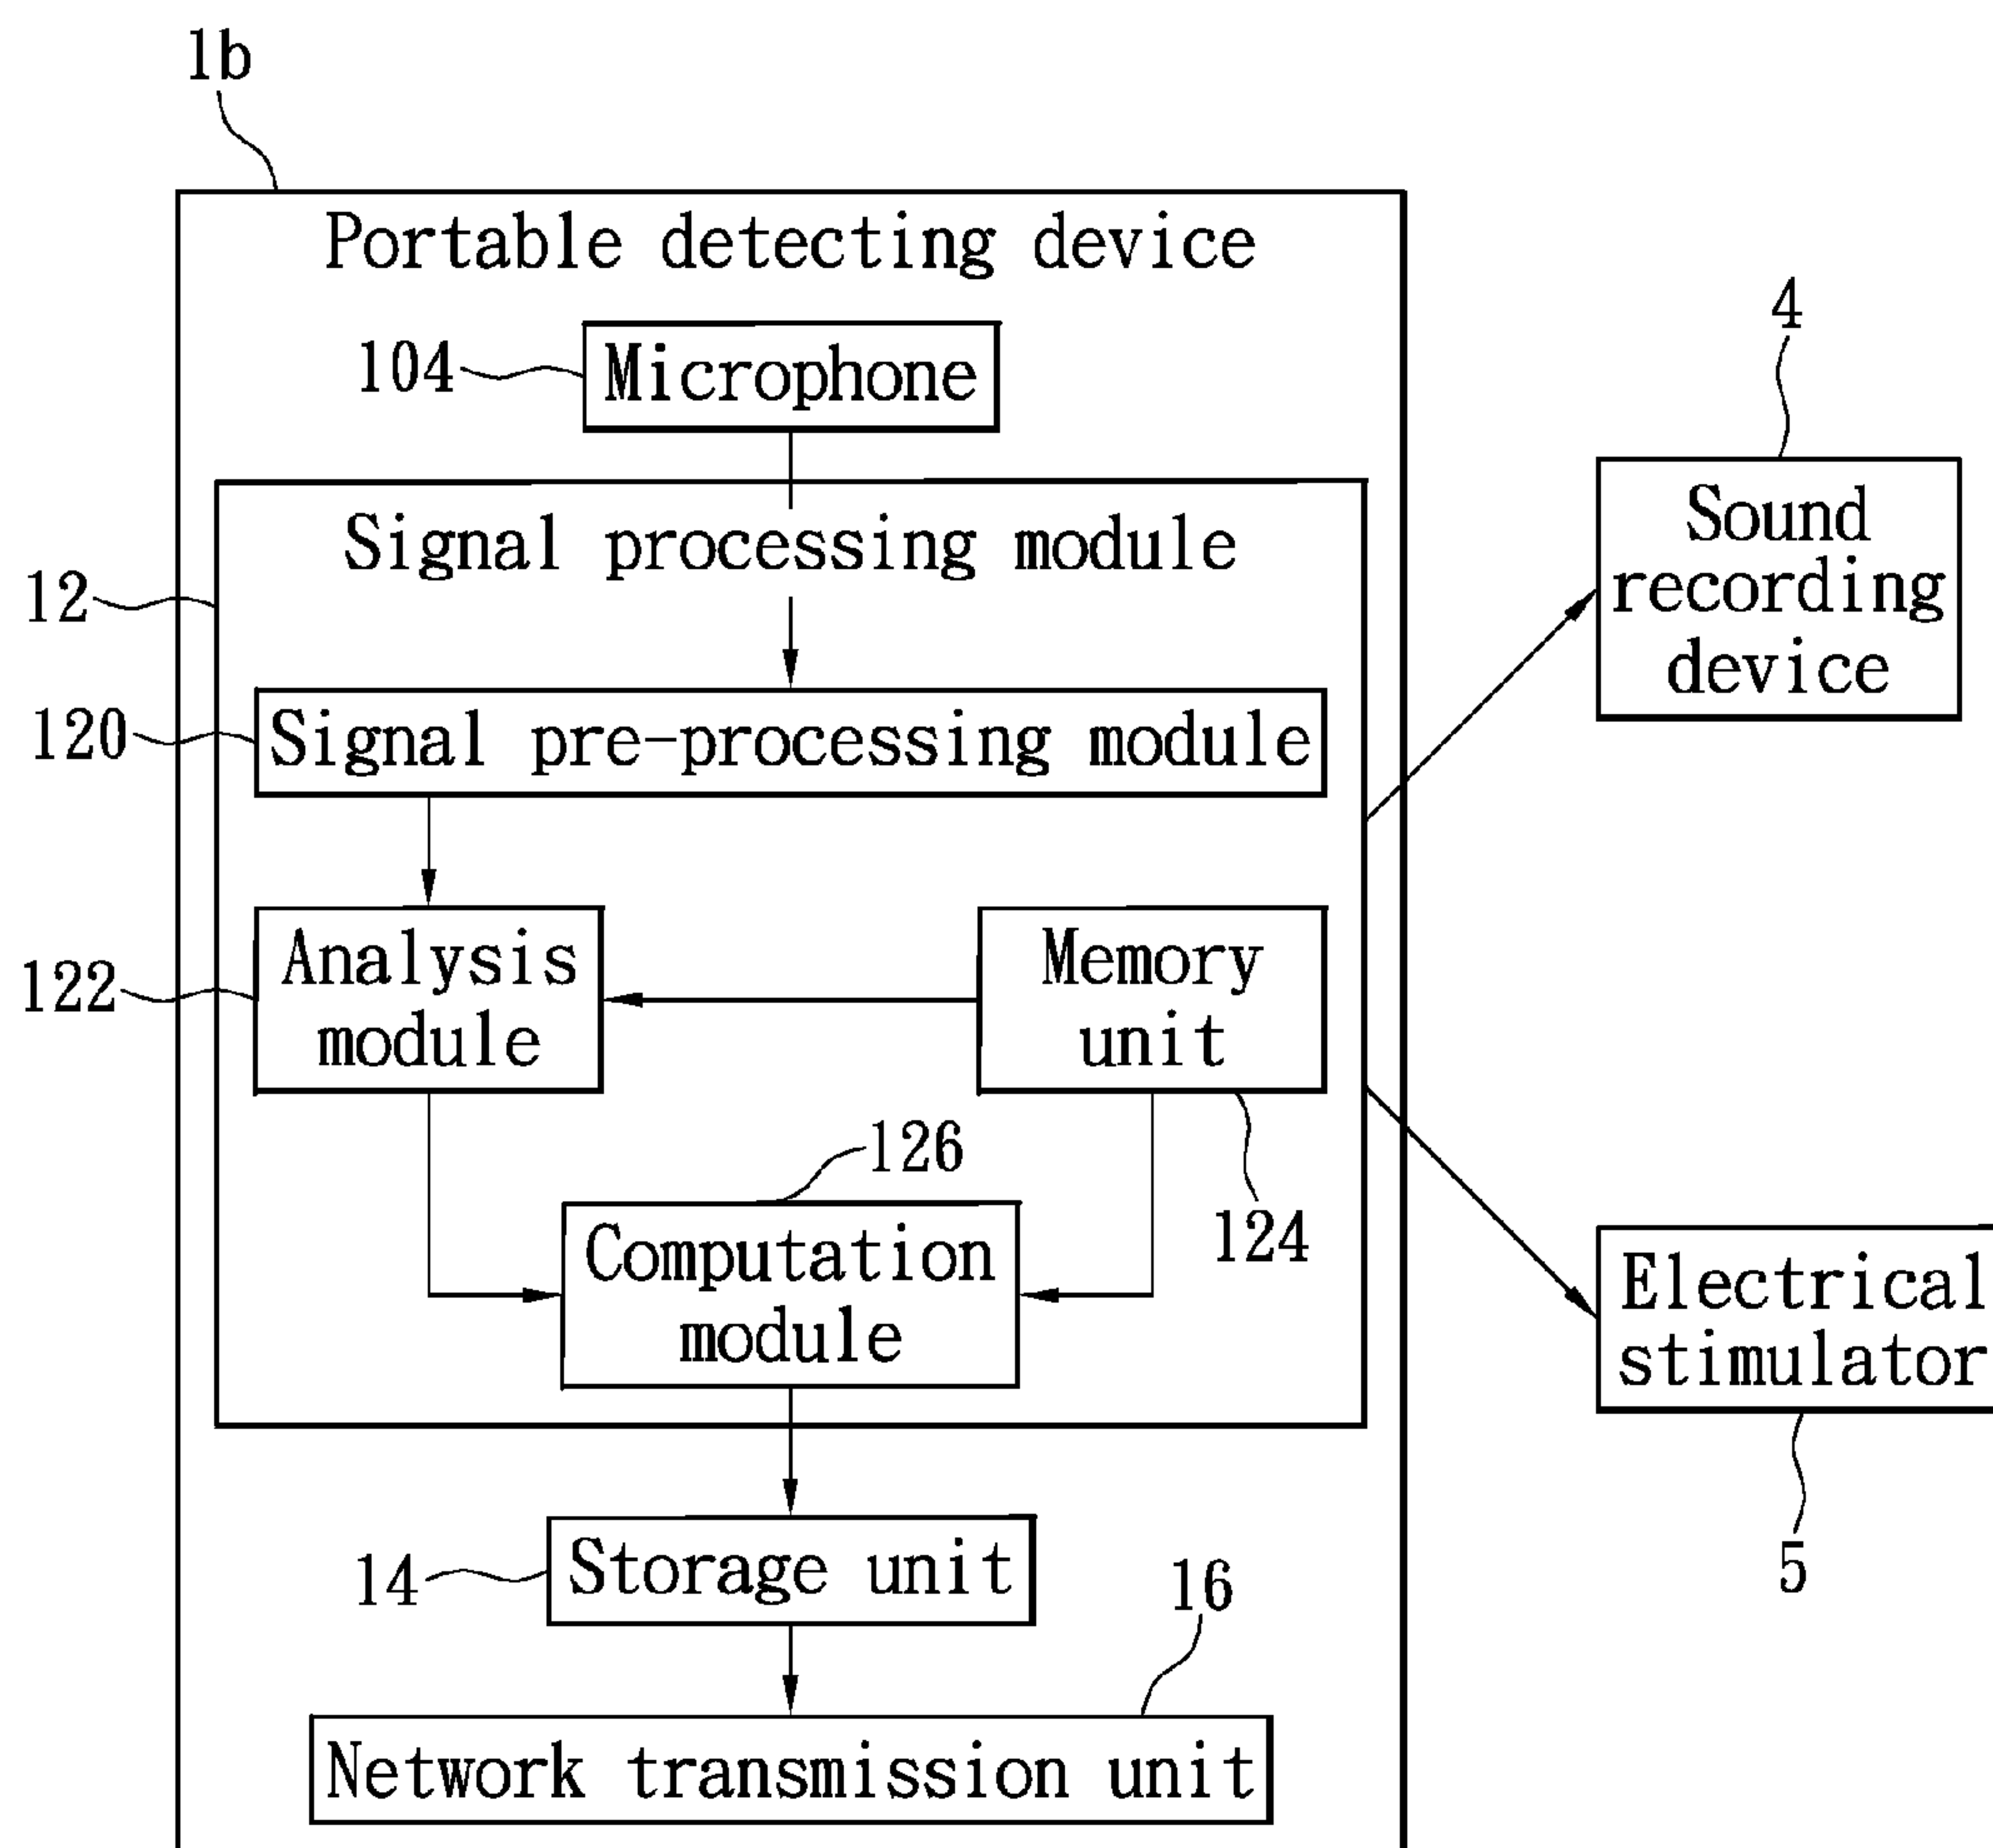 1b
Portable detecting device
104
Microphone
4
Sound
recording
device
Signal processing module
12
120
Signal pre-processing module
122
Analysis
module
Memory
unit
126
124
Computation
module
Electrical
stimulator
5
14
Storage unit
16
Network transmission unit